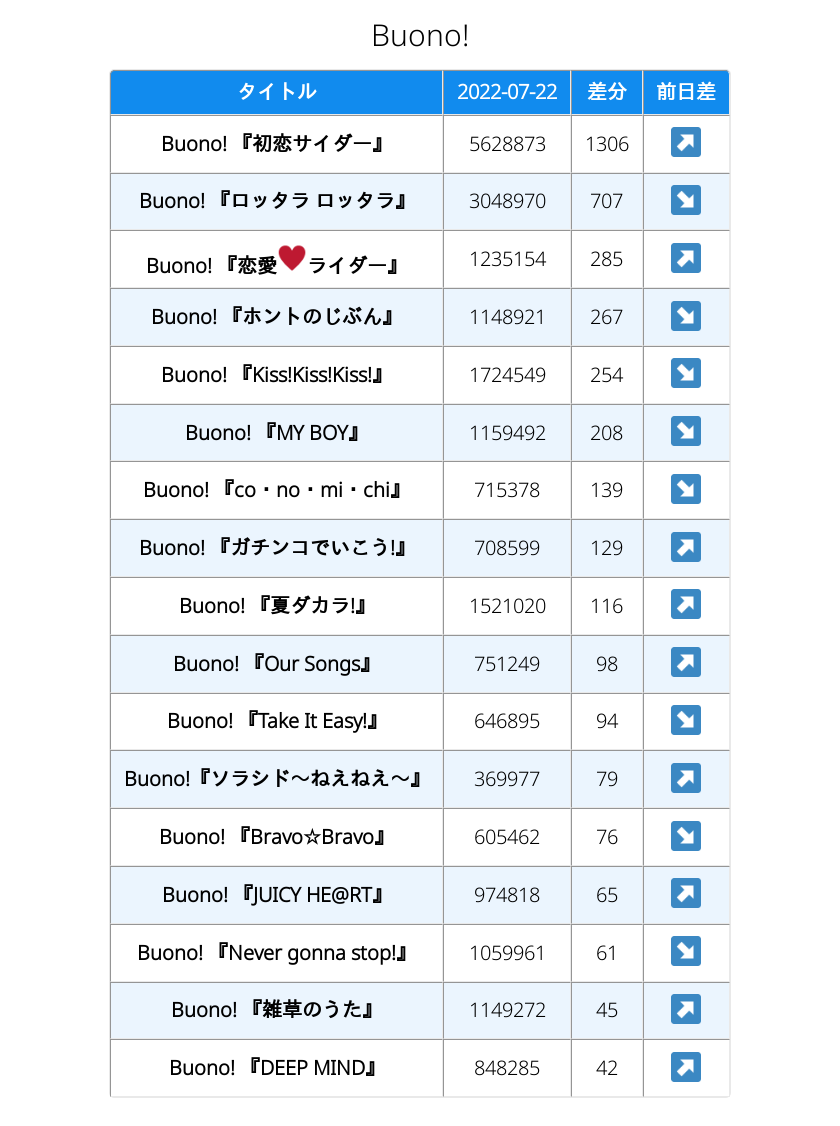 Buono!
タイトル 2022-07-22 差分 前日差
Buono! 『初恋サイダー』 5628873 1306 ↗
Buono! 『ロッタラ ロッタラ』 3048970 707 ↘
Buono! 『恋愛♥ライダー』 1235154 285 ↗
Buono! 『ホントのじぶん』 1148921 267 ↘
Buono! 『Kiss!Kiss!Kiss!』 1724549 254 ↘
Buono! 『MY BOY』 1159492 208 ↘
Buono! 『co・no・mi・chi』 715378 139 ↘
Buono! 『ガチンコでいこう!』 708599 129 ↗
Buono! 『夏ダカラ!』 1521020 116 ↗
Buono! 『Our Songs』 751249 98 ↗
Buono! 『Take It Easy!』 646895 94 ↘
Buono!『ソラシド〜ねえねえ〜』 369977 79 ↗
Buono! 『Bravo☆Bravo』 605462 76 ↘
Buono! 『JUICY HE@RT』 974818 65 ↗
Buono! 『Never gonna stop!』 1059961 61 ↘
Buono! 『雑草のうた』 1149272 45 ↗
Buono! 『DEEP MIND』 848285 42 ↗